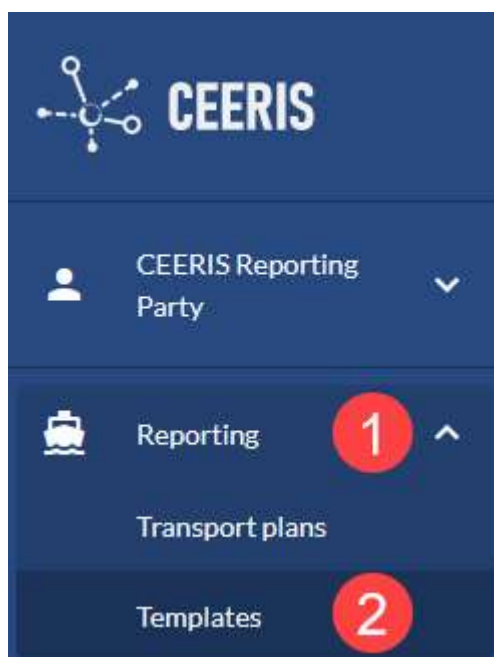 CEERIS
CEERIS Reporting
Party
Reporting 1
Transport plans
Templates 2